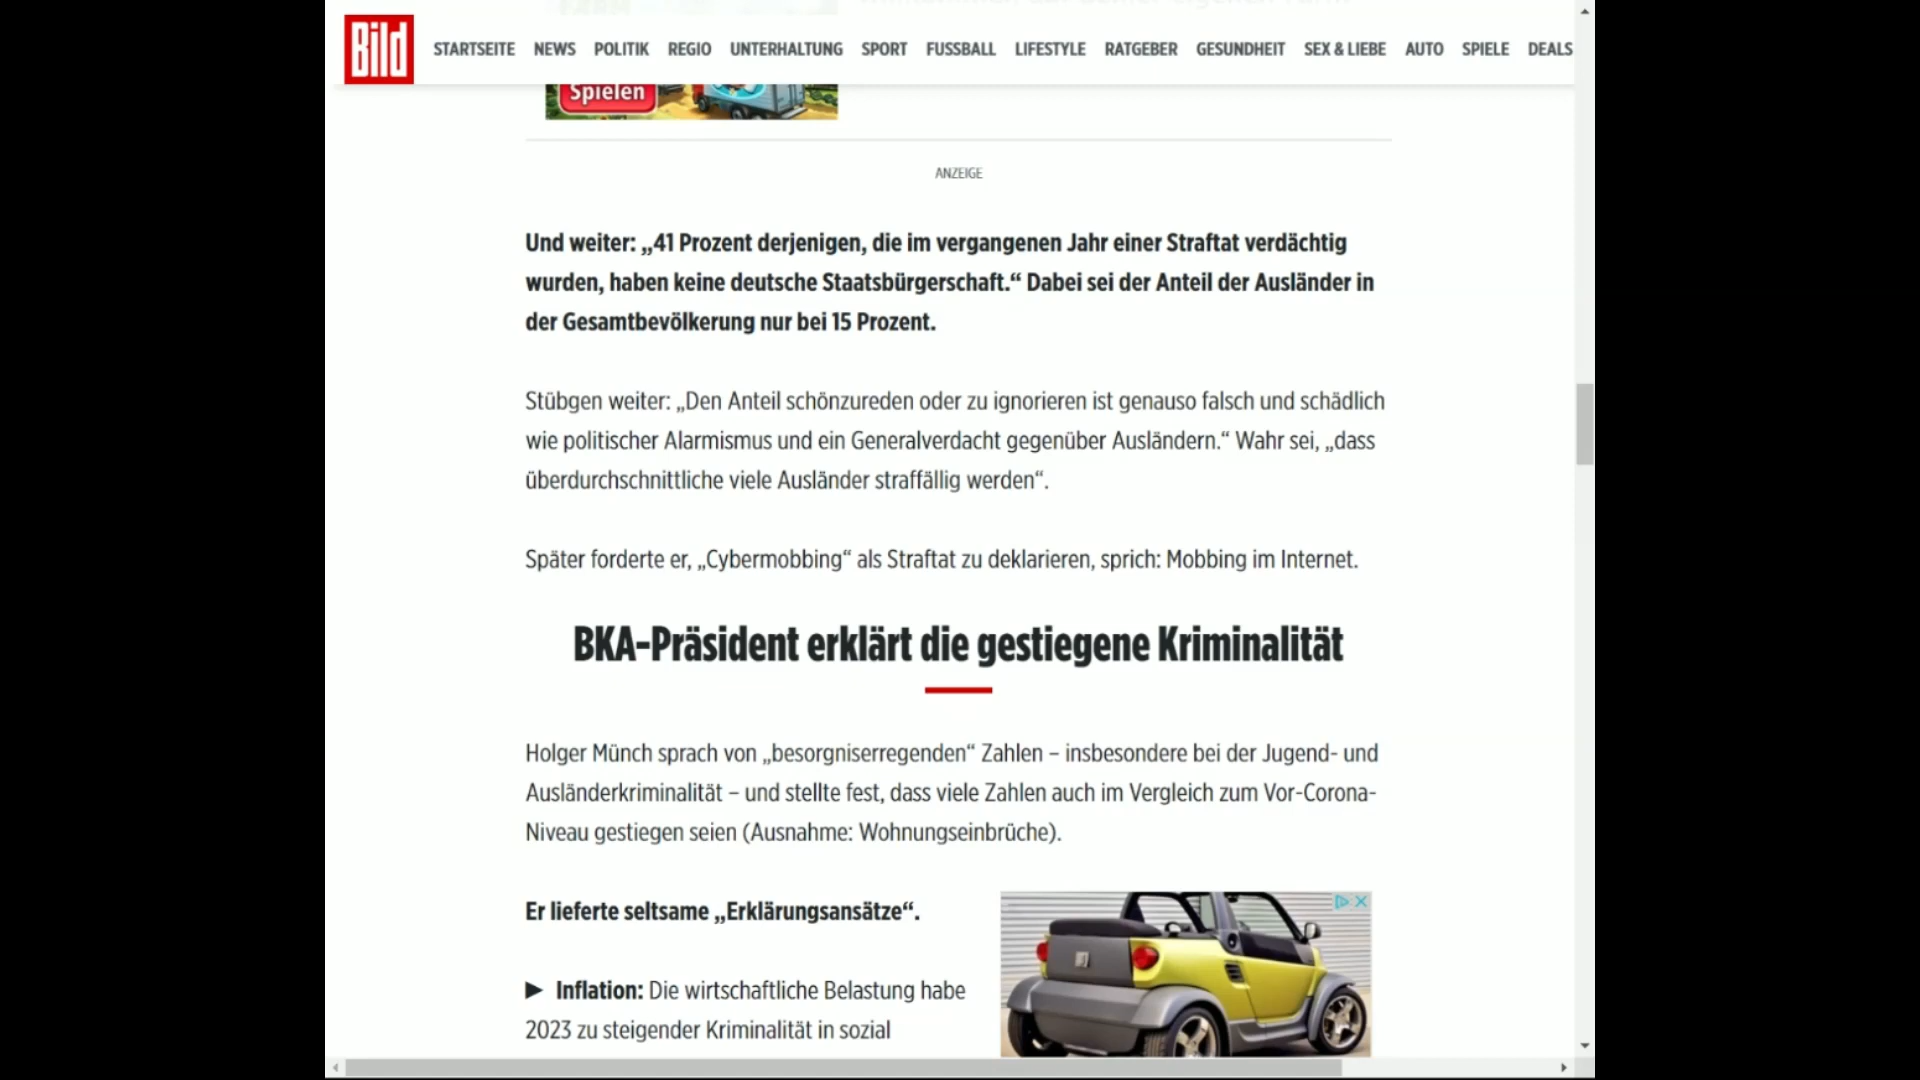 Bild
STARTSEITE NEWS POLITIK REGIO UNTERHALTUNG SPORT FUSSBALL LIFESTYLE RATGEBER GESUNDHEIT SEX & LIEBE AUTO SPIELE DEALS
Spielen
ANZEIGE
Und weiter: „41 Prozent derjenigen, die im vergangenen Jahr einer Straftat verdächtig
wurden, haben keine deutsche Staatsbürgerschaft.“ Dabei sei der Anteil der Ausländer in
der Gesamtbevölkerung nur bei 15 Prozent.
Stübgen weiter: „Den Anteil schönzureden oder zu ignorieren ist genauso falsch und schädlich
wie politischer Alarmismus und ein Generalverdacht gegenüber Ausländern.“ Wahr sei, „dass
überdurchschnittliche viele Ausländer straffällig werden“.
Später forderte er, „Cybermobbing“ als Straftat zu deklarieren, sprich: Mobbing im Internet.
BKA-Präsident erklärt die gestiegene Kriminalität
Holger Münch sprach von „besorgniserregenden“ Zahlen – insbesondere bei der Jugend- und
Ausländerkriminalität – und stellte fest, dass viele Zahlen auch im Vergleich zum Vor-Corona-
Niveau gestiegen seien (Ausnahme: Wohnungseinbrüche).
Er lieferte seltsame „Erklärungsansätze“.
► Inflation: Die wirtschaftliche Belastung habe
2023 zu steigender Kriminalität in sozial